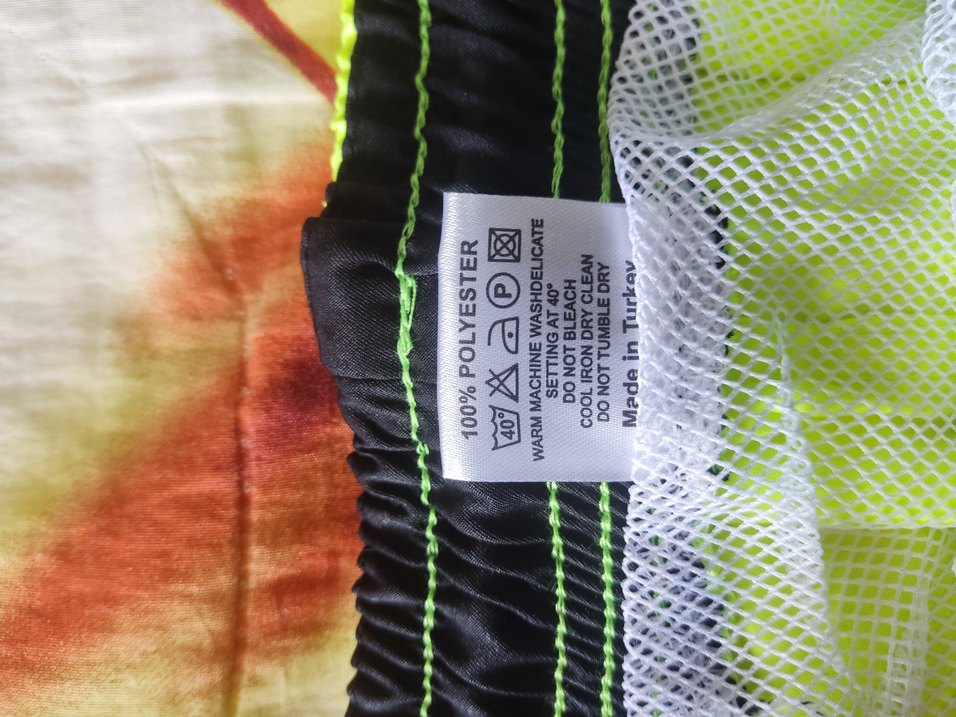 100% POLYESTER
40° P
WARM MACHINE WASHDELICATE
SETTING AT 40°
DO NOT BLEACH
COOL IRON DRY CLEAN
DO NOT TUMBLE DRY
Made in Turkey